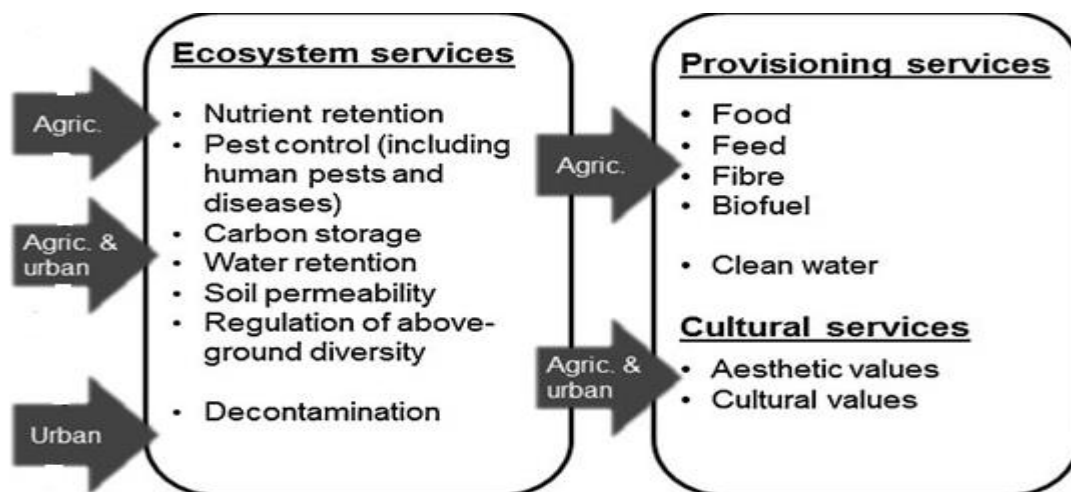 Agric.
Agric. &
urban
Urban
Ecosystem services
• Nutrient retention
• Pest control (including
human pests and
diseases)
• Carbon storage
• Water retention
• Soil permeability
• Regulation of above-
ground diversity
• Decontamination
Agric.
Agric. &
urban
Provisioning services
• Food
• Feed
• Fibre
• Biofuel
• Clean water
Cultural services
• Aesthetic values
• Cultural values